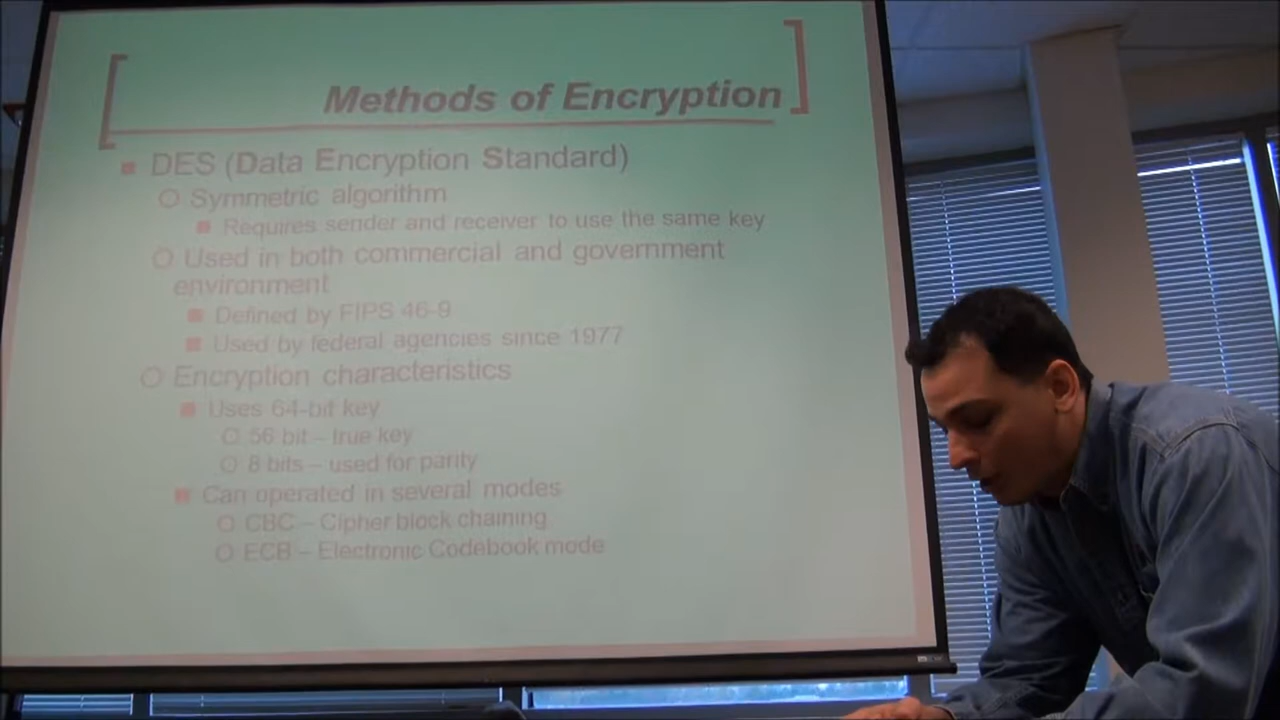 Methods of Encryption
DES (Data Encryption Standard)
Symmetric algorithm
Requires sender and receiver to use the same key
Used in both commercial and government
environment
Defined by FIPS 46-9
Used by federal agencies since 1977
Encryption characteristics
Uses 64-bit key
56 bit – true key
8 bits – used for parity
Can operated in several modes
CBC – Cipher block chaining
ECB – Electronic Codebook mode